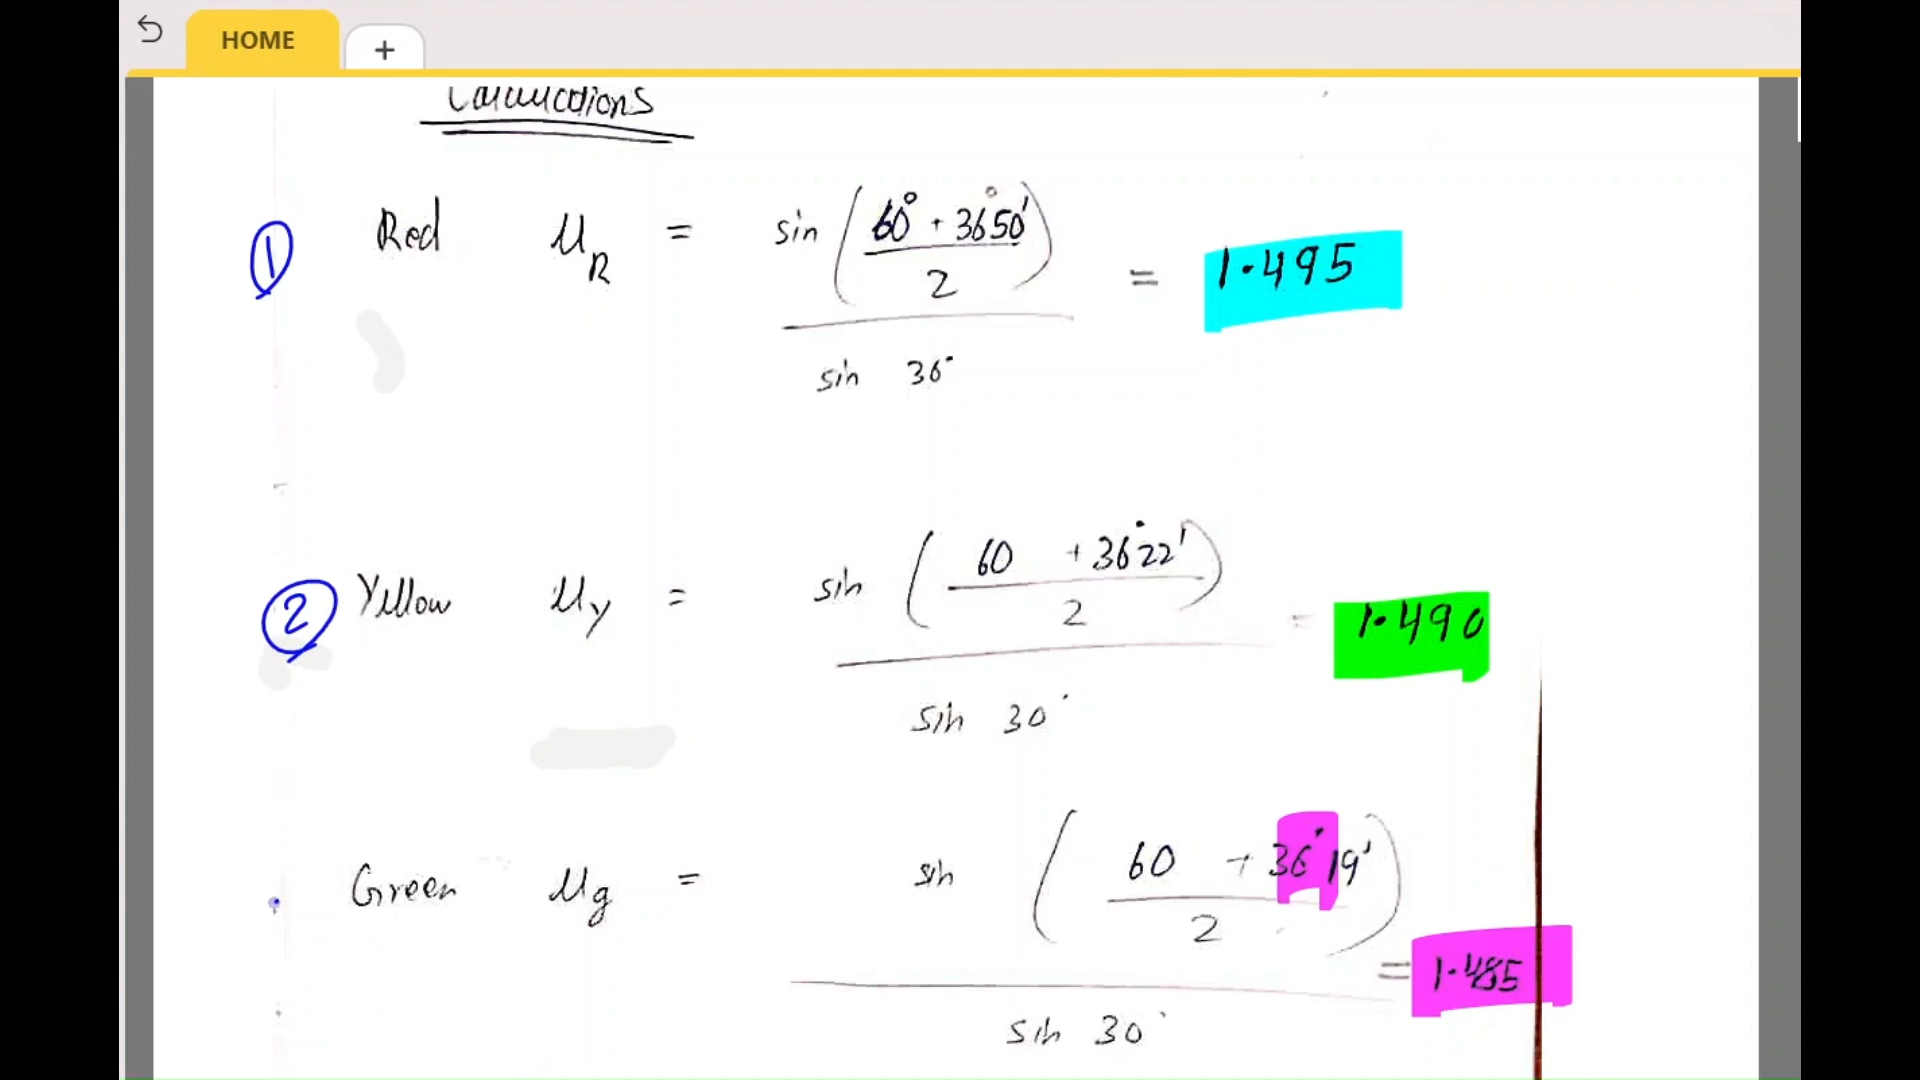 HOME
+
Calculations
① Red μR = sin (60° + 36°50' / 2) / sin 30° = 1.495
② Yellow μy = sin (60 + 36°22' / 2) / sin 30° = 1.490
Green μg = sin (60 + 36°19' / 2) / sin 30° = 1.485